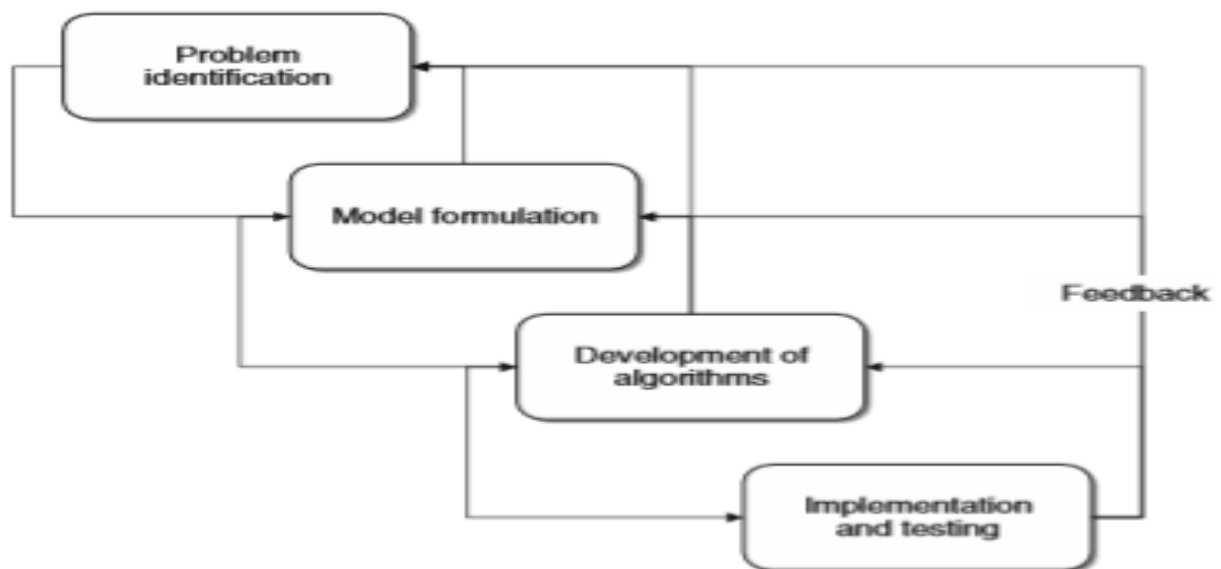 Problem
identification
Model formulation
Feedback
Development of
algorithms
Implementation
and testing